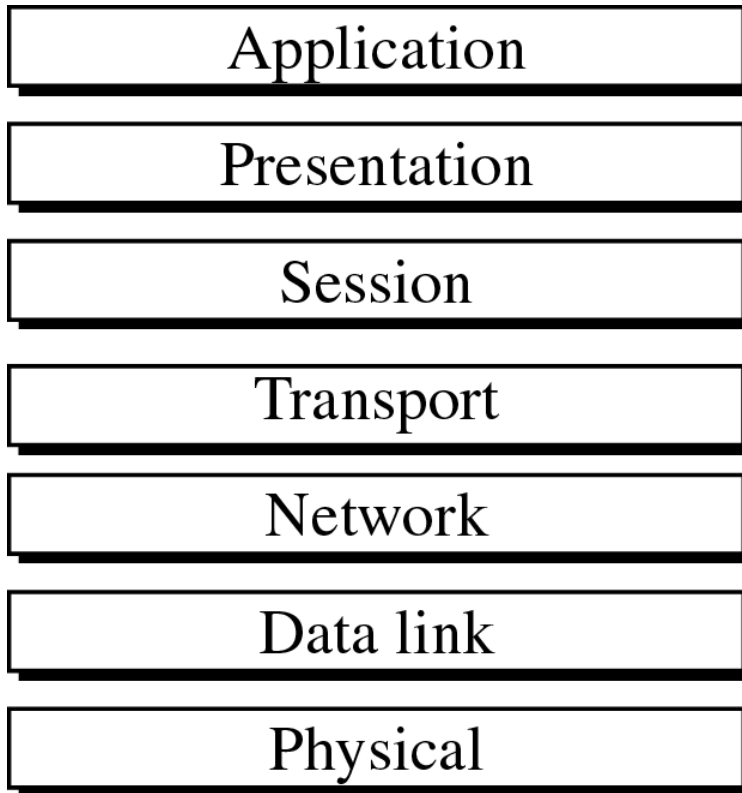 Application
Presentation
Session
Transport
Network
Data link
Physical